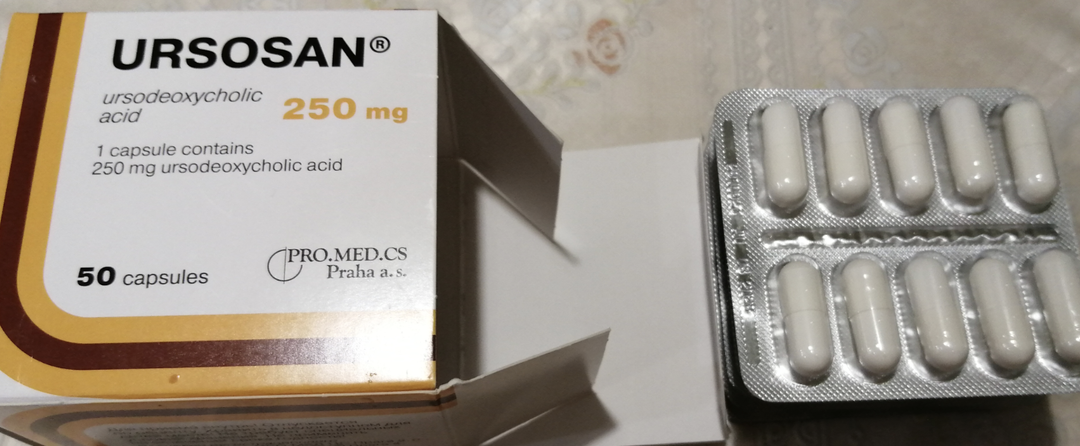 URSOSAN®
ursodeoxycholic
acid
250 mg
1 capsule contains
250 mg ursodeoxycholic acid
50 capsules
PRO.MED.CS
Praha a. s.